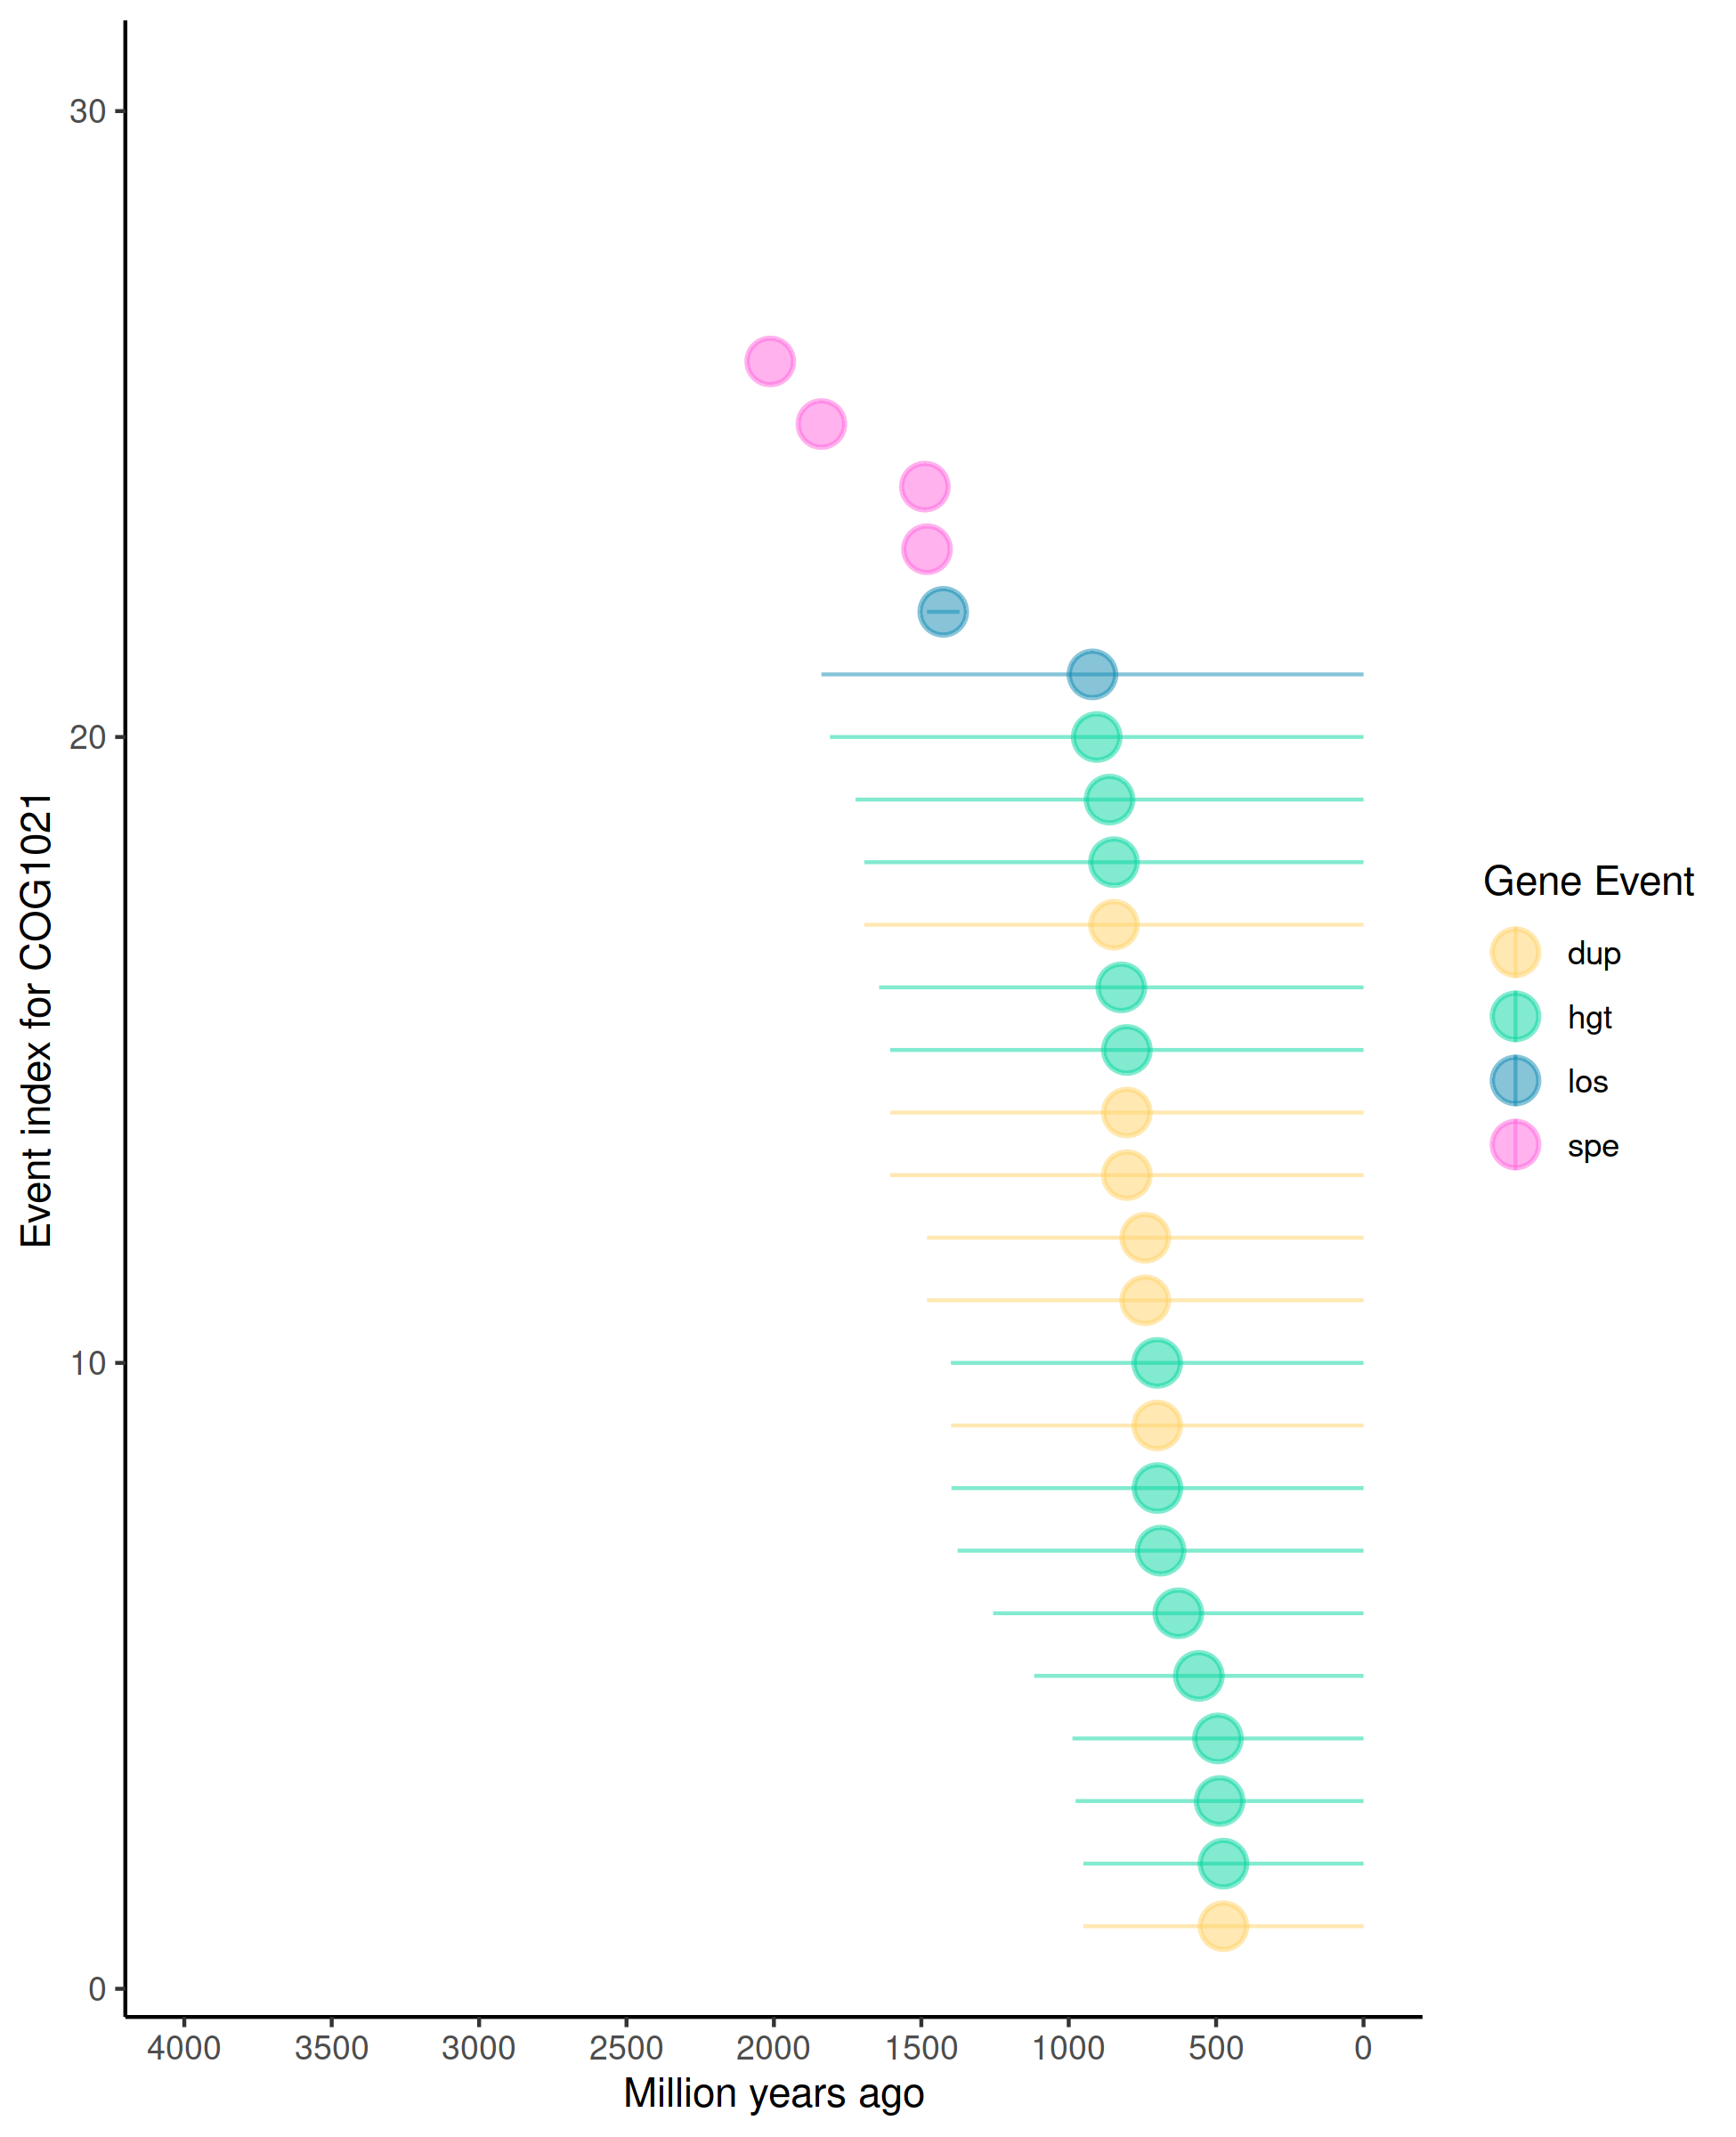 30
20
10
0
Event index for COG1021
4000 3500 3000 2500 2000 1500 1000 500 0
Million years ago
Gene Event
dup
hgt
los
spe